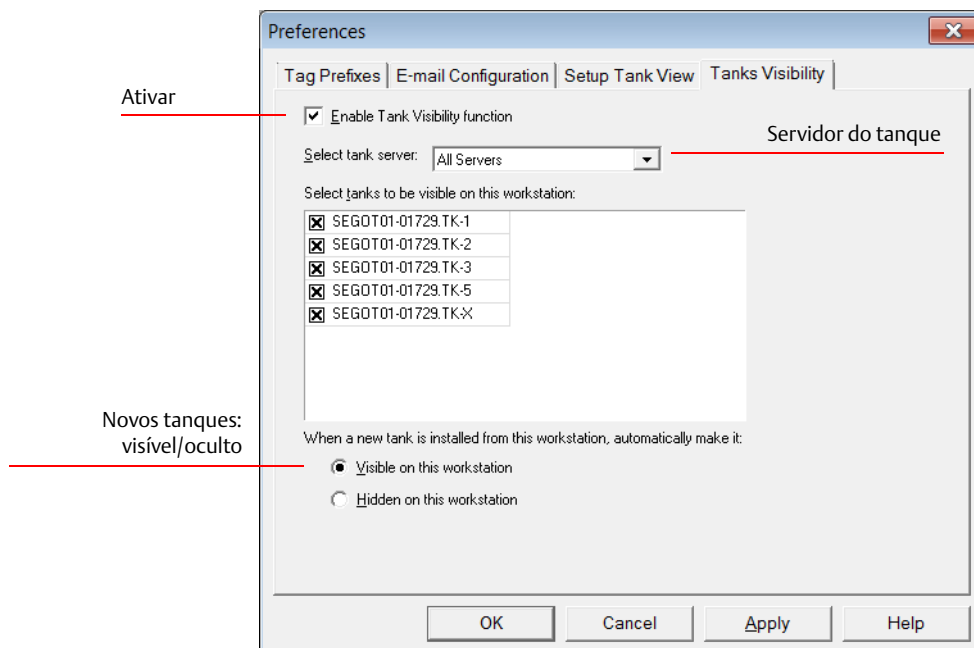 Preferences
Tag Prefixes E-mail Configuration Setup Tank View Tanks Visibility
Ativar
Enable Tank Visibility function
Servidor do tanque
Select tank server: All Servers
Select tanks to be visible on this workstation:
SEGOT01-01729.TK-1
SEGOT01-01729.TK-2
SEGOT01-01729.TK-3
SEGOT01-01729.TK-5
SEGOT01-01729.TK-X
Novos tanques:
visível/oculto
When a new tank is installed from this workstation, automatically make it:
Visible on this workstation
Hidden on this workstation
OK Cancel Apply Help